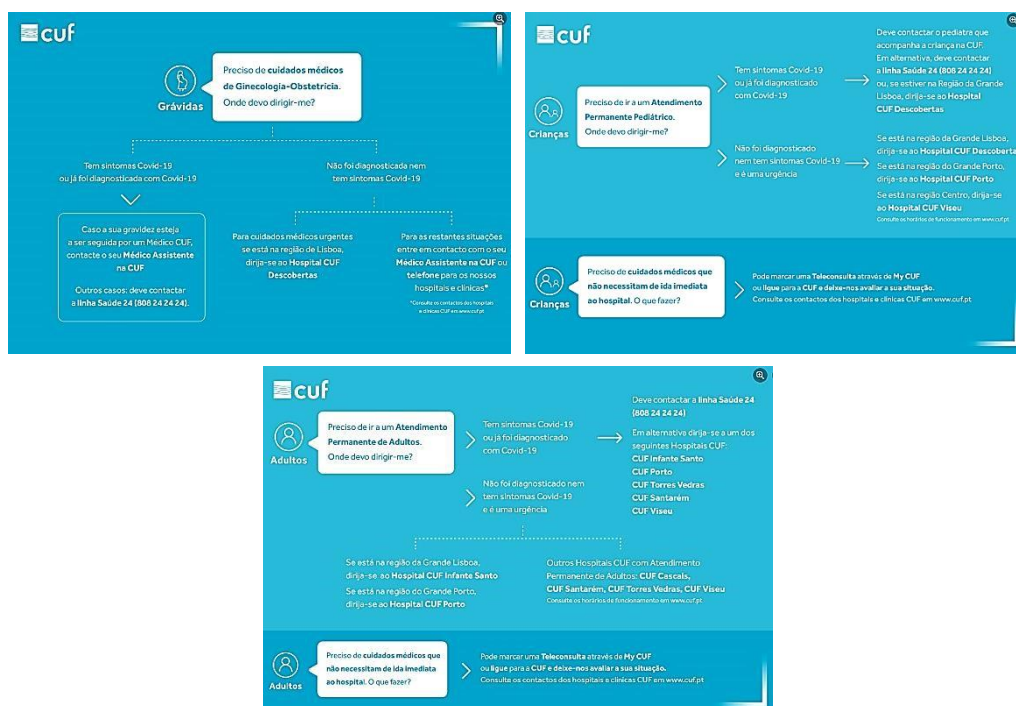 cuf
Grávidas
Preciso de cuidados médicos
de Ginecologia-Obstetrícia.
Onde devo dirigir-me?
Tem sintomas Covid-19
ou já foi diagnosticada com Covid-19
Não foi diagnosticada nem
tem sintomas Covid-19
Caso a sua gravidez esteja
a ser seguida por um Médico CUF,
contacte o seu Médico Assistente
na CUF
Outros casos: deve contactar
a linha Saúde 24 (808 24 24 24).
Para cuidados médicos urgentes
se está na região de Lisboa,
dirija-se ao Hospital CUF
Descobertas
Para as restantes situações
entre em contacto com o seu
Médico Assistente na CUF ou
telefone para os nossos
hospitais e clínicas*
*Consulte os contactos dos hospitais
e clínicas CUF em www.cuf.pt
cuf
Crianças
Preciso de ir a um Atendimento
Permanente Pediátrico.
Onde devo dirigir-me?
Tem sintomas Covid-19
ou já foi diagnosticado
com Covid-19
Deve contactar o pediatra que
acompanha a criança na CUF.
Em alternativa, deve contactar
a linha Saúde 24 (808 24 24 24)
ou, se estiver na Região da Grande
Lisboa, dirija-se ao Hospital
CUF Descobertas
Não foi diagnosticado
nem tem sintomas Covid-19
e é uma urgência
Se está na região da Grande Lisboa,
dirija-se ao Hospital CUF Descoberta
Se está na região do Grande Porto,
dirija-se ao Hospital CUF Porto
Se está na região Centro, dirija-se
ao Hospital CUF Viseu
Consulte os horários de funcionamento em www.cuf.pt
Crianças
Preciso de cuidados médicos que
não necessitam de ida imediata
ao hospital. O que fazer?
Pode marcar uma Teleconsulta através de My CUF
ou ligue para a CUF e deixe-nos avaliar a sua situação.
Consulte os contactos dos hospitais e clínicas CUF em www.cuf.pt
cuf
Adultos
Preciso de ir a um Atendimento
Permanente de Adultos.
Onde devo dirigir-me?
Tem sintomas Covid-19
ou já foi diagnosticado
com Covid-19
Deve contactar a linha Saúde 24
(808 24 24 24)
Em alternativa dirija-se a um dos
seguintes Hospitais CUF:
CUF Infante Santo
CUF Porto
CUF Torres Vedras
CUF Santarém
CUF Viseu
Não foi diagnosticado nem
tem sintomas Covid-19
e é uma urgência
Se está na região da Grande Lisboa,
dirija-se ao Hospital CUF Infante Santo
Se está na região do Grande Porto,
dirija-se ao Hospital CUF Porto
Outros Hospitais CUF com Atendimento
Permanente de Adultos: CUF Cascais,
CUF Santarém, CUF Torres Vedras, CUF Viseu
Consulte os horários de funcionamento em www.cuf.pt
Adultos
Preciso de cuidados médicos que
não necessitam de ida imediata
ao hospital. O que fazer?
Pode marcar uma Teleconsulta através de My CUF
ou ligue para a CUF e deixe-nos avaliar a sua situação.
Consulte os contactos dos hospitais e clínicas CUF em www.cuf.pt